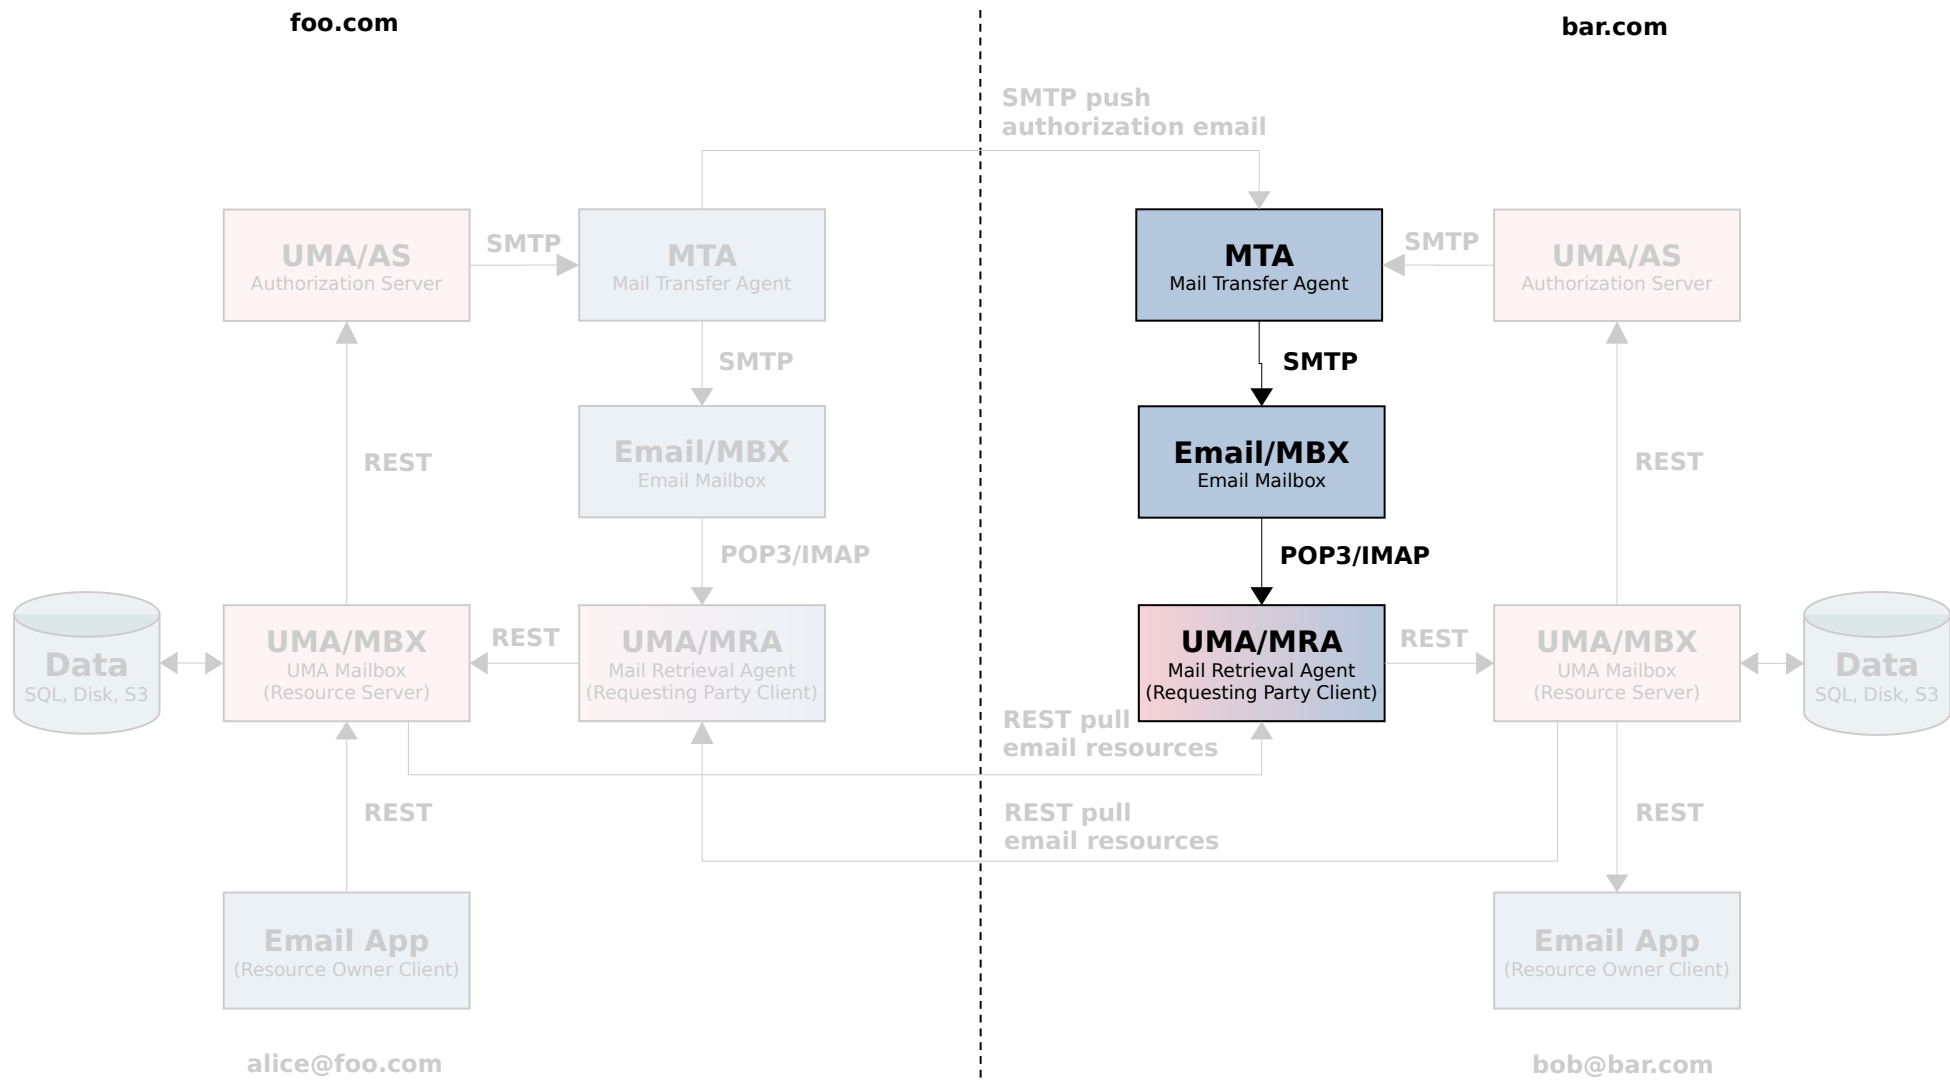 foo.com
bar.com
SMTP push
authorization email
UMA/AS
Authorization Server
SMTP
MTA
Mail Transfer Agent
MTA
Mail Transfer Agent
SMTP
UMA/AS
Authorization Server
SMTP
SMTP
REST
Email/MBX
Email Mailbox
Email/MBX
Email Mailbox
REST
POP3/IMAP
POP3/IMAP
Data
SQL, Disk, S3
UMA/MBX
UMA Mailbox
(Resource Server)
REST
UMA/MRA
Mail Retrieval Agent
(Requesting Party Client)
UMA/MRA
Mail Retrieval Agent
(Requesting Party Client)
REST
UMA/MBX
UMA Mailbox
(Resource Server)
Data
SQL, Disk, S3
REST pull
email resources
REST
REST pull
email resources
REST
Email App
(Resource Owner Client)
Email App
(Resource Owner Client)
alice@foo.com
bob@bar.com